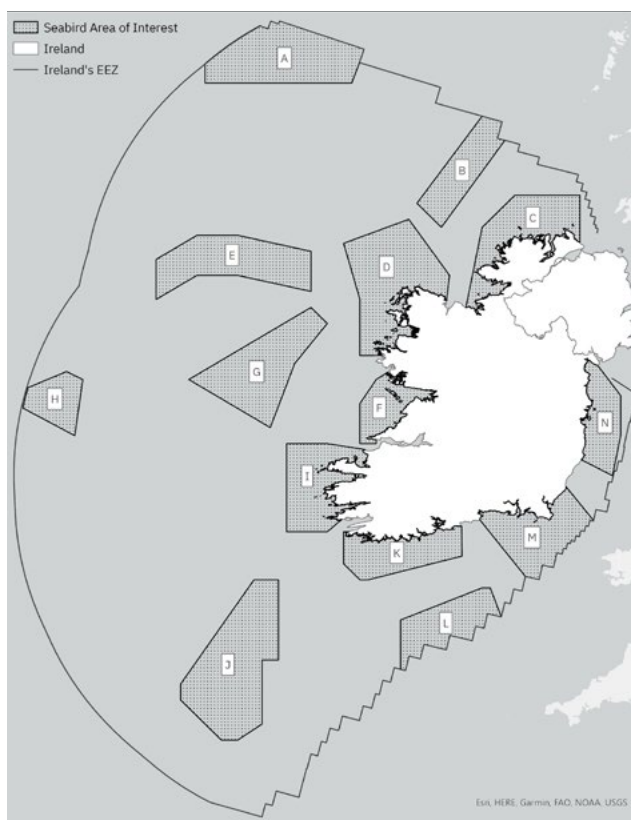 Seabird Area of Interest
Ireland
Ireland's EEZ
A
B
C
D
E
G
H
F
N
I
M
K
L
J
Esri, HERE, Garmin, FAO, NOAA, USGS